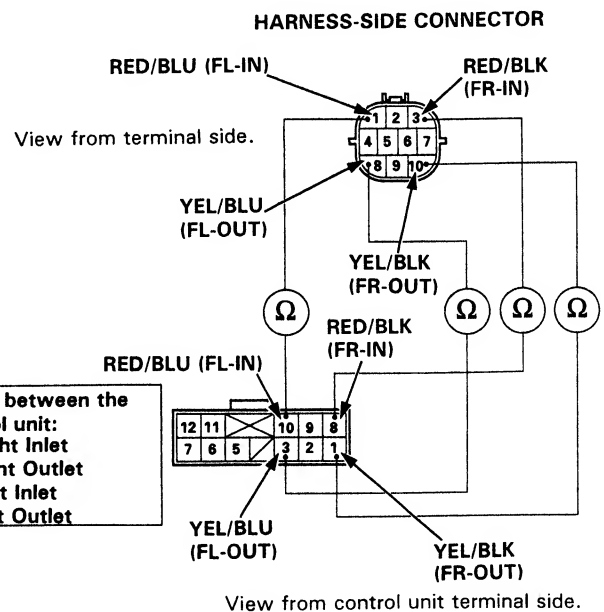 HARNESS-SIDE CONNECTOR
RED/BLU (FL-IN)
RED/BLK
(FR-IN)
View from terminal side.
1 2 3
4 5 6 7
8 9 10
YEL/BLU
(FL-OUT)
YEL/BLK
(FR-OUT)
Ω Ω Ω Ω
RED/BLK
(FR-IN)
RED/BLU (FL-IN)
between the
l unit:
ht Inlet
ht Outlet
t Inlet
t Outlet
12 11 10 9 8
7 6 5 3 2 1
YEL/BLU
(FL-OUT)
YEL/BLK
(FR-OUT)
View from control unit terminal side.